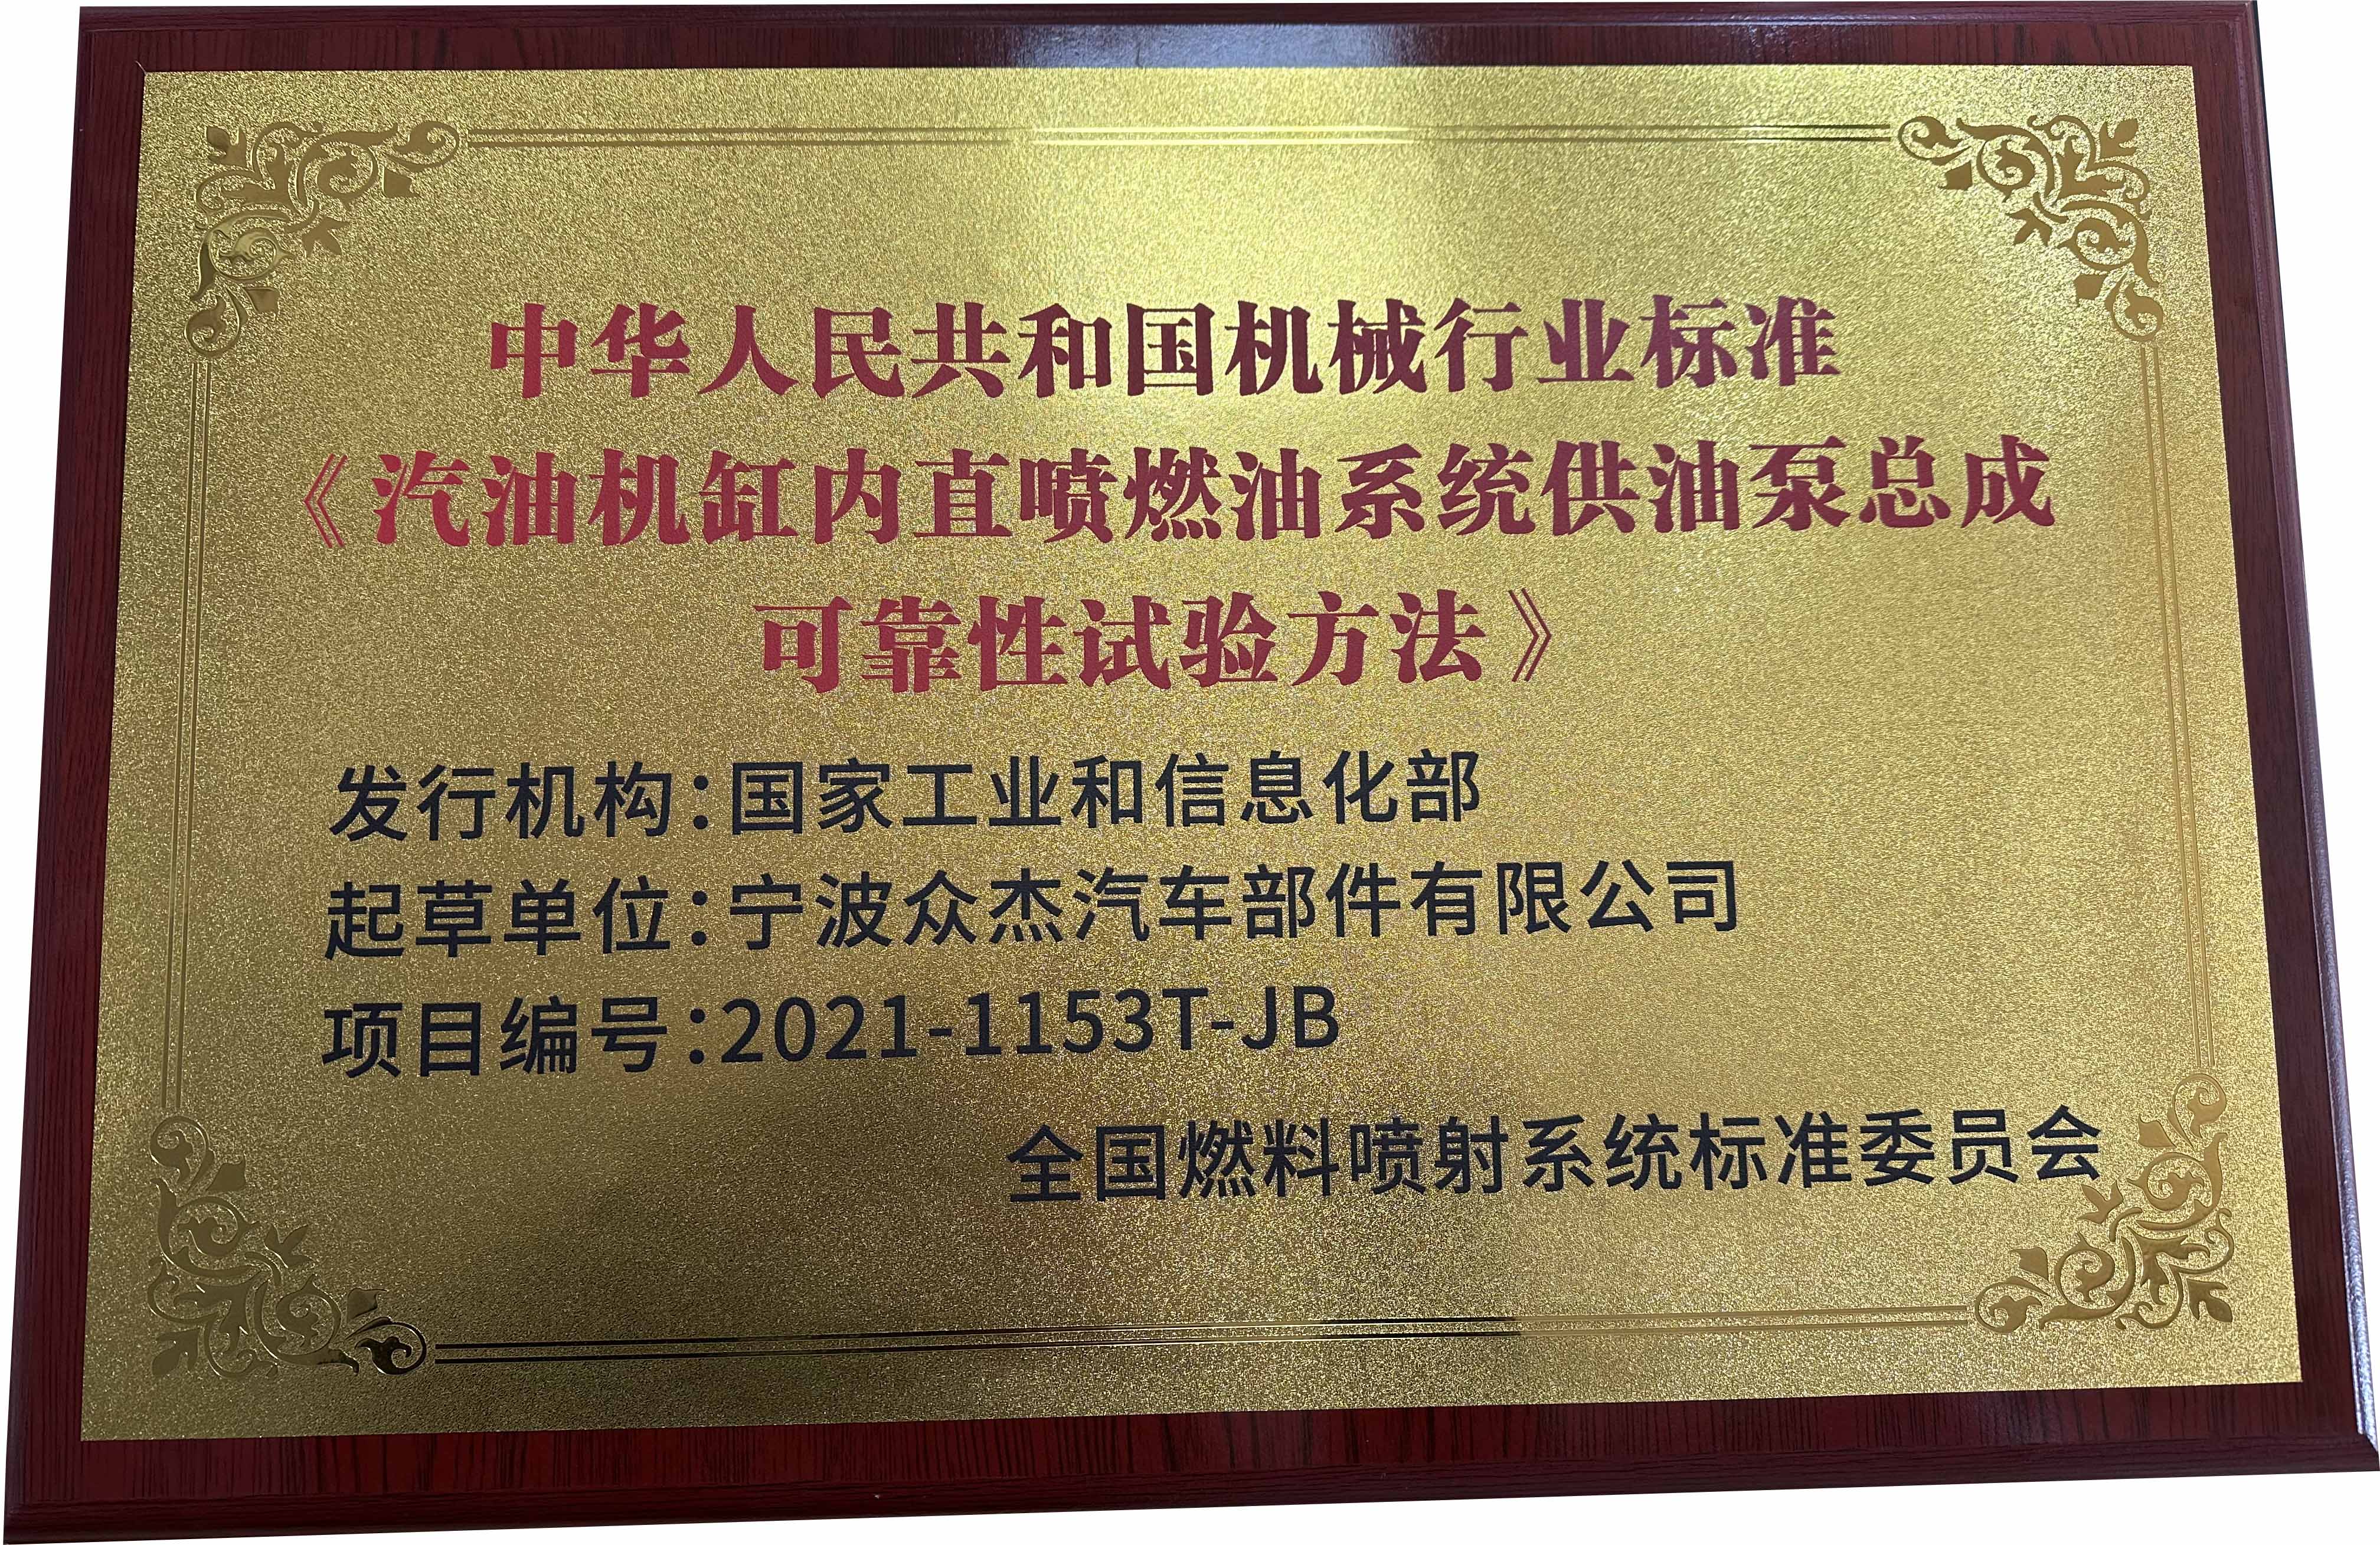 中华人民共和国机械行业标准
《汽油机缸内直喷燃油系统供油泵总成
可靠性试验方法》
发行机构：国家工业和信息化部
起草单位：宁波众杰汽车部件有限公司
项目编号：2021-1153T-JB
全国燃料喷射系统标准委员会